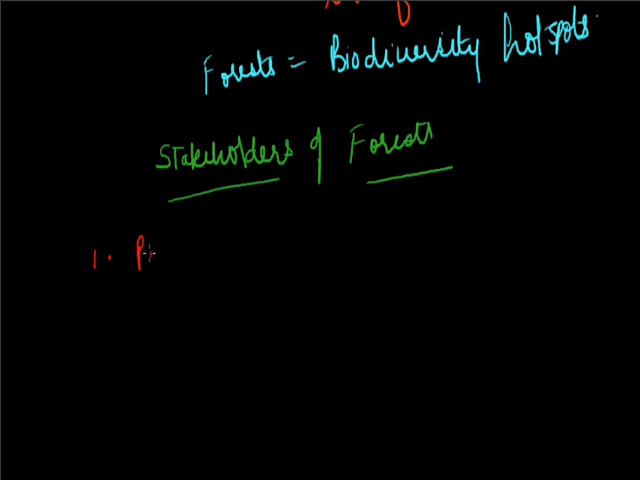 Forests = Biodiversity hotspots.
Stakeholders of Forests
1. P